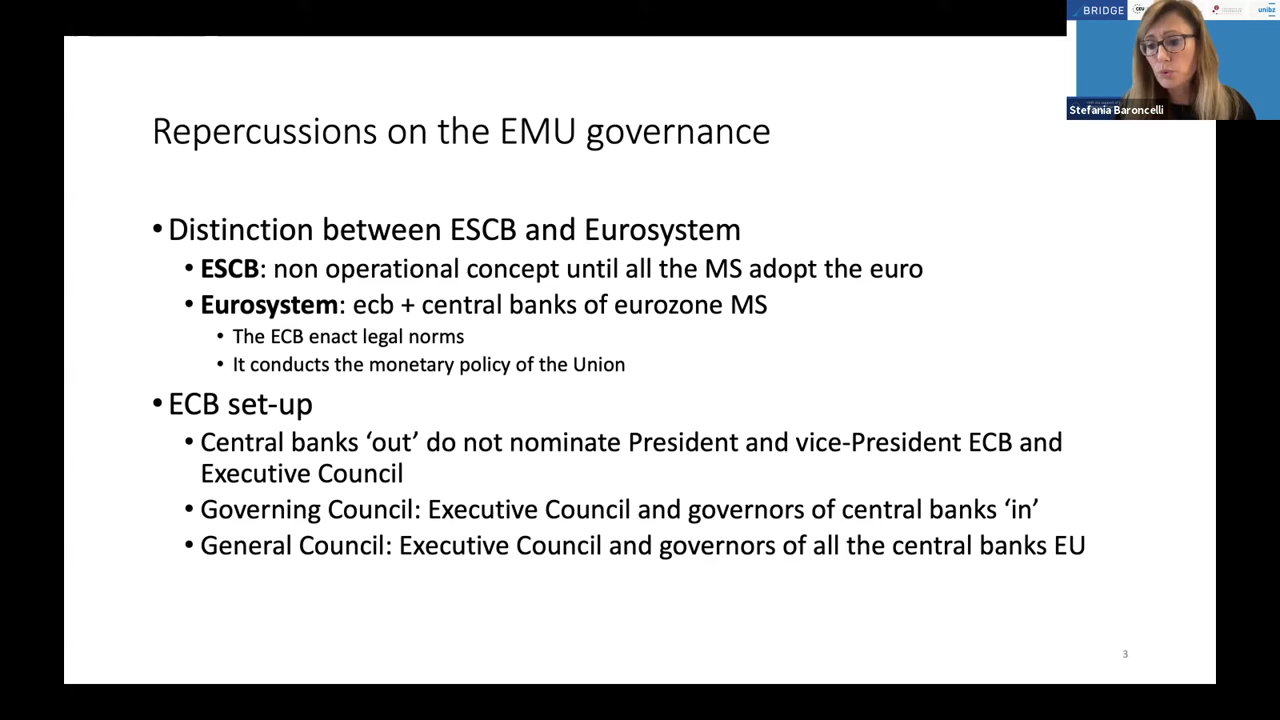 BRIDGE
CEU
unibz
Stefania Baroncelli
Repercussions on the EMU governance
• Distinction between ESCB and Eurosystem
• ESCB: non operational concept until all the MS adopt the euro
• Eurosystem: ecb + central banks of eurozone MS
• The ECB enact legal norms
• It conducts the monetary policy of the Union
• ECB set-up
• Central banks ‘out’ do not nominate President and vice-President ECB and
Executive Council
• Governing Council: Executive Council and governors of central banks ‘in’
• General Council: Executive Council and governors of all the central banks EU
3